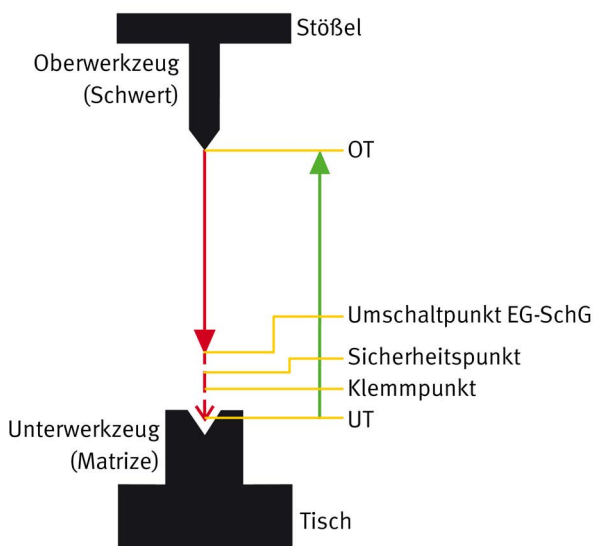 Stößel
Oberwerkzeug
(Schwert)
OT
Umschaltpunkt EG-SchG
Sicherheitspunkt
Klemmpunkt
UT
Unterwerkzeug
(Matrize)
Tisch